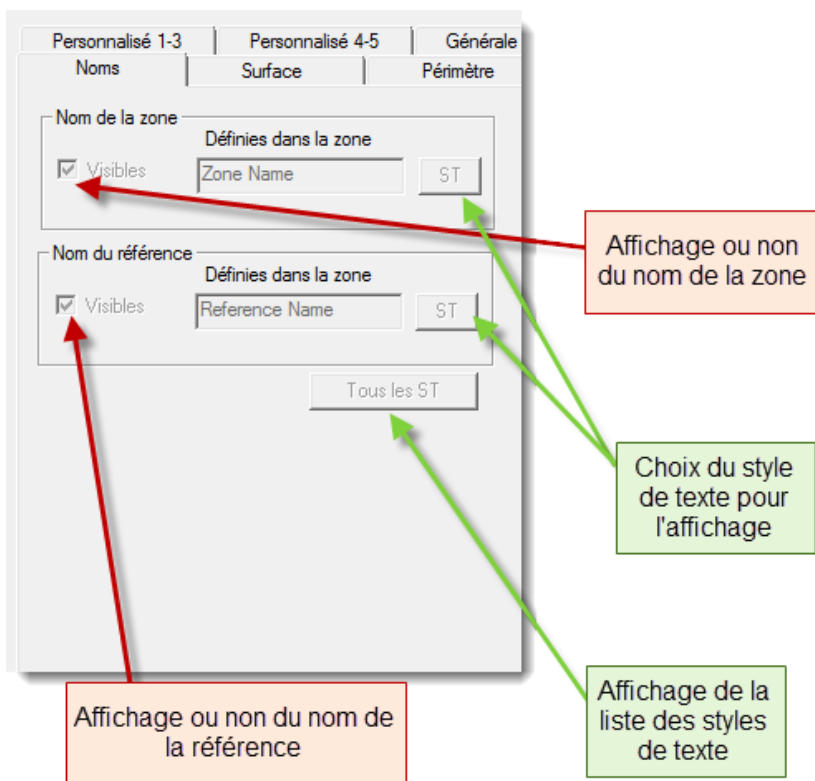 Personnalisé 1-3 Personnalisé 4-5 Générale
Noms Surface Périmètre
Nom de la zone
Définies dans la zone
Visibles Zone Name ST
Nom du référence
Définies dans la zone
Visibles Reference Name ST
Tous les ST
Affichage ou non
du nom de la zone
Choix du style
de texte pour
l'affichage
Affichage de la
liste des styles
de texte
Affichage ou non du nom de
la référence